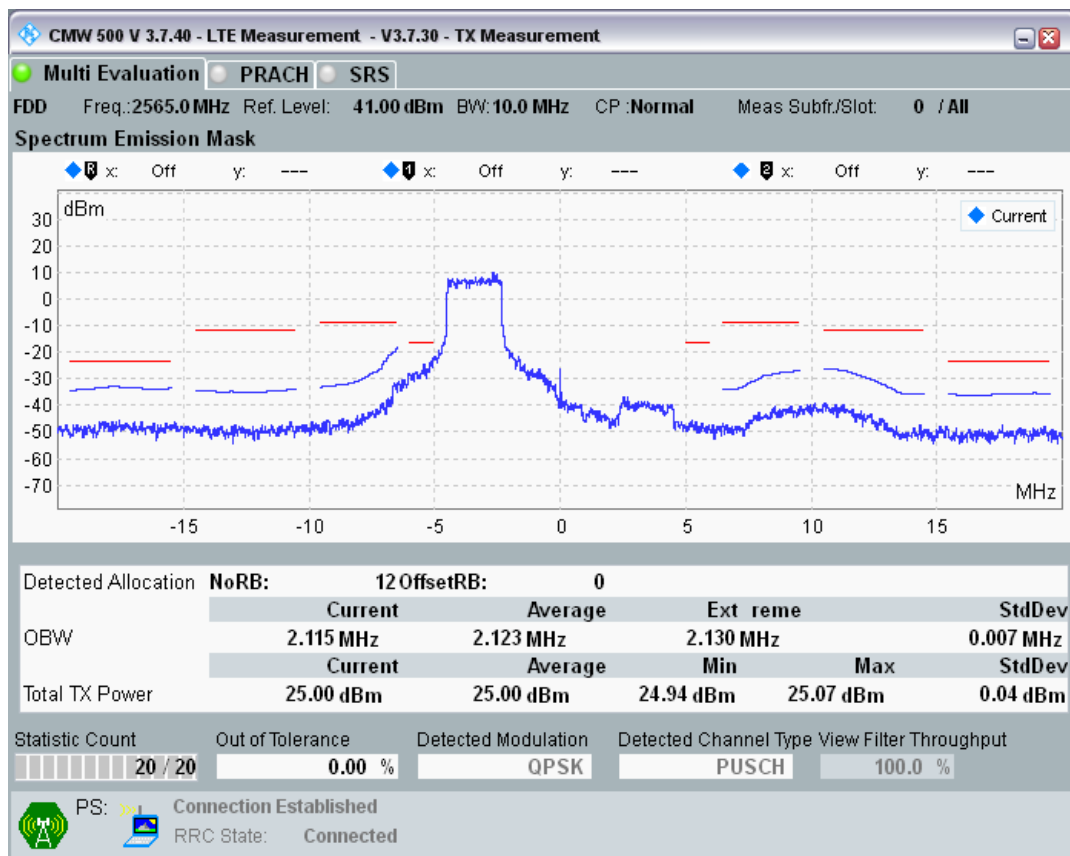 CMW 500 V 3.7.40 - LTE Measurement - V3.7.30 - TX Measurement
Multi Evaluation PRACH SRS
FDD Freq.:2565.0 MHz Ref. Level: 41.00 dBm BW:10.0 MHz CP :Normal Meas Subfr./Slot: 0 / All
Spectrum Emission Mask
R x: Off y: --- 1 x: Off y: --- 2 x: Off y: ---
dBm
Current
30
20
10
0
-10
-20
-30
-40
-50
-60
-70
MHz
-15 -10 -5 0 5 10 15
Detected Allocation NoRB: 12 OffsetRB: 0
Current Average Ext reme StdDev
OBW 2.115 MHz 2.123 MHz 2.130 MHz 0.007 MHz
Current Average Min Max StdDev
Total TX Power 25.00 dBm 25.00 dBm 24.94 dBm 25.07 dBm 0.04 dBm
Statistic Count Out of Tolerance Detected Modulation Detected Channel Type View Filter Throughput
20 / 20 0.00 % QPSK PUSCH 100.0 %
PS: Connection Established
RRC State: Connected